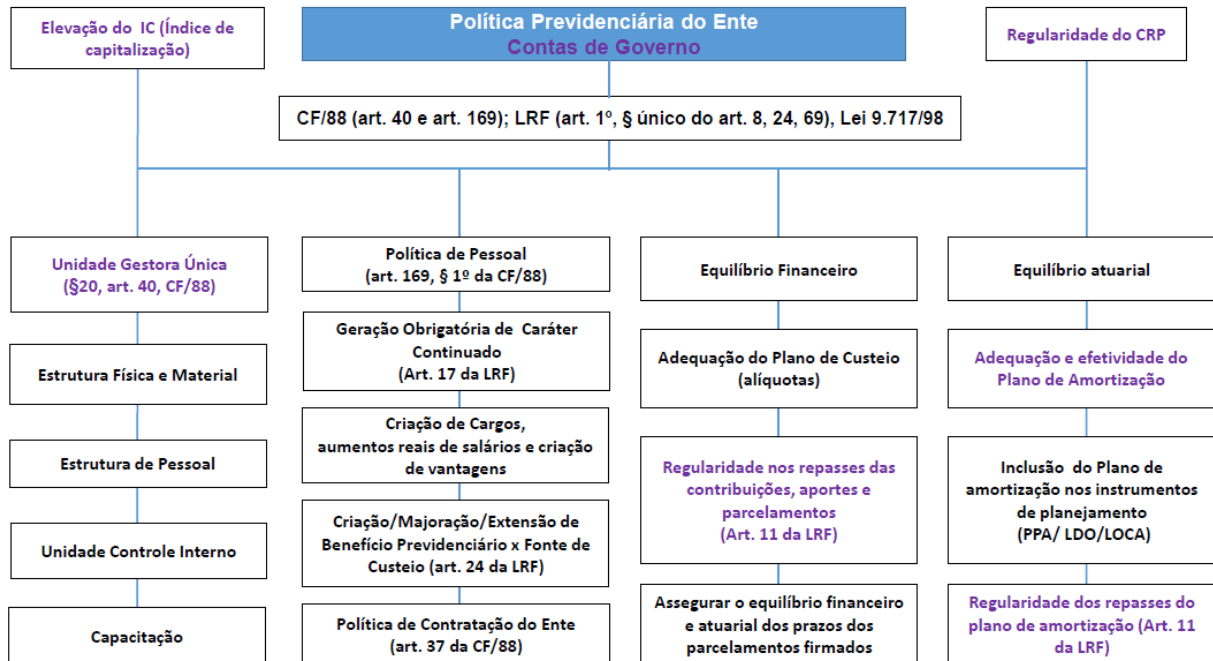 Elevação do IC (Índice de
capitalização)
Política Previdenciária do Ente
Contas de Governo
Regularidade do CRP
CF/88 (art. 40 e art. 169); LRF (art. 1º, § único do art. 8, 24, 69), Lei 9.717/98
Unidade Gestora Única
(§20, art. 40, CF/88)
Estrutura Física e Material
Estrutura de Pessoal
Unidade Controle Interno
Capacitação
Política de Pessoal
(art. 169, § 1º da CF/88)
Geração Obrigatória de Caráter
Continuado
(Art. 17 da LRF)
Criação de Cargos,
aumentos reais de salários e criação
de vantagens
Criação/Majoração/Extensão de
Benefício Previdenciário x Fonte de
Custeio (art. 24 da LRF)
Política de Contratação do Ente
(art. 37 da CF/88)
Equilíbrio Financeiro
Adequação do Plano de Custeio
(alíquotas)
Regularidade nos repasses das
contribuições, aportes e
parcelamentos
(Art. 11 da LRF)
Assegurar o equilíbrio financeiro
e atuarial dos prazos dos
parcelamentos firmados
Equilíbrio atuarial
Adequação e efetividade do
Plano de Amortização
Inclusão do Plano de
amortização nos instrumentos
de planejamento
(PPA/ LDO/LOCA)
Regularidade dos repasses do
plano de amortização (Art. 11
da LRF)